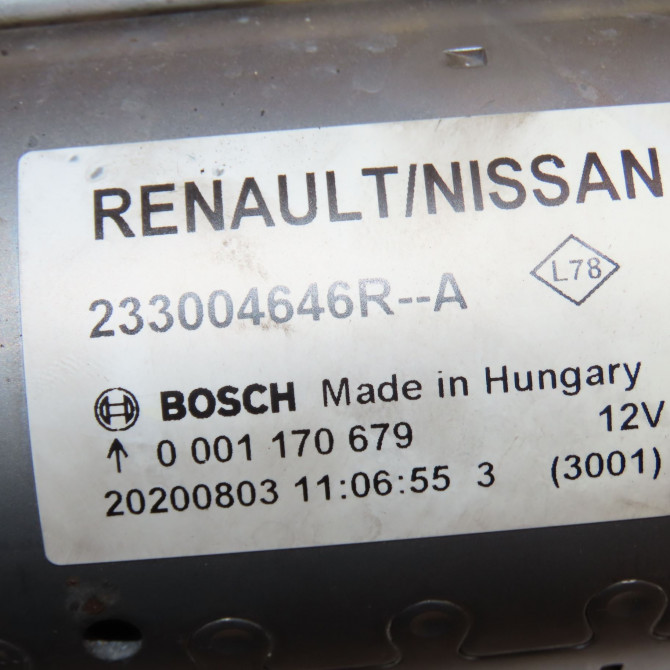 RENAULT/NISSAN
233004646R--A
L78
BOSCH Made in Hungary
↑ 0 001 170 679 12V
20200803 11:06:55 3 (3001)